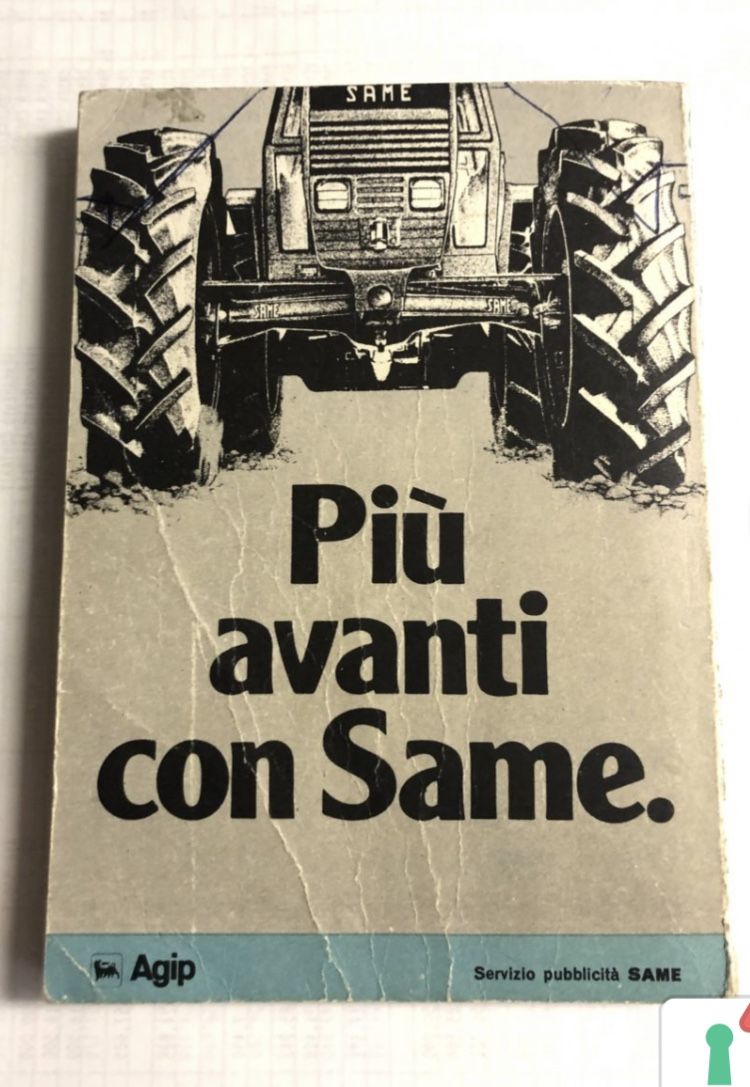 SAME
SAME SAME
Più
avanti
con Same.
Agip Servizio pubblicità SAME